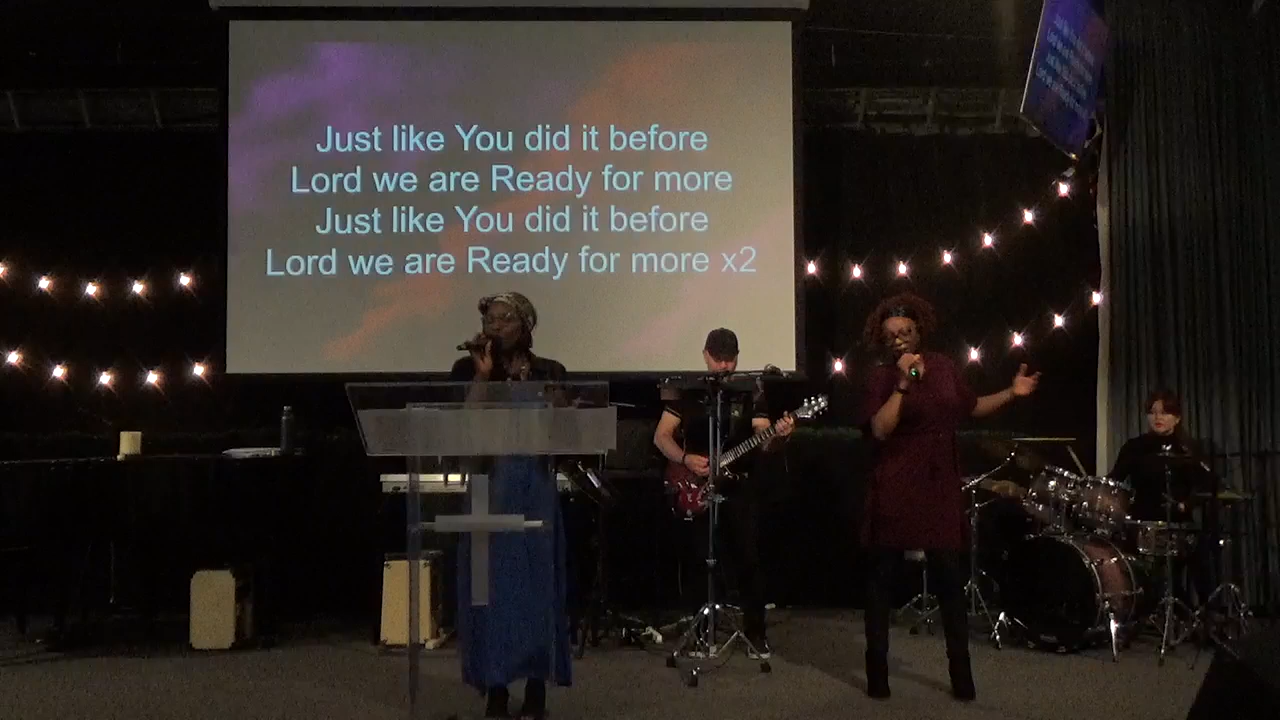 Just like You did it before
Lord we are Ready for more
Just like You did it before
Lord we are Ready for more x2